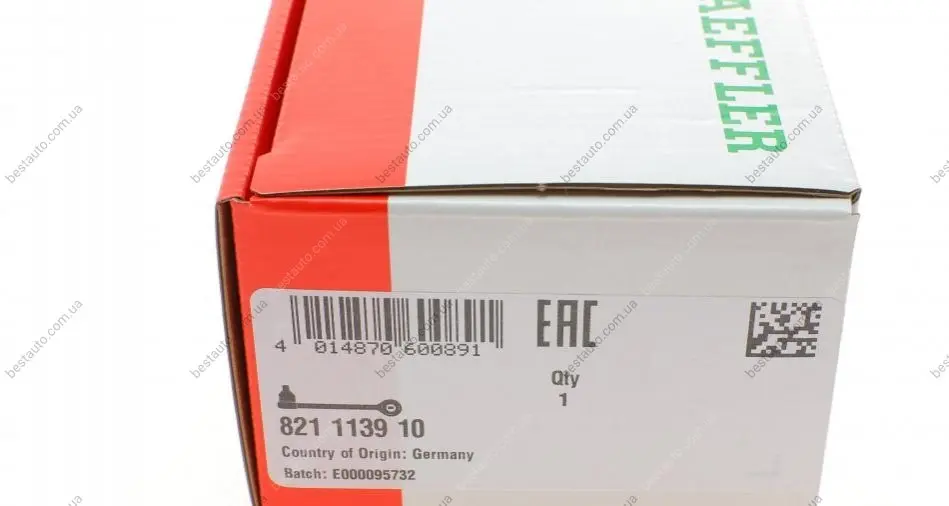 AEFFLER
EAC
4 014870 600891
Qty
1
821 1139 10
Country of Origin: Germany
Batch: E000095732
bestauto.com.ua